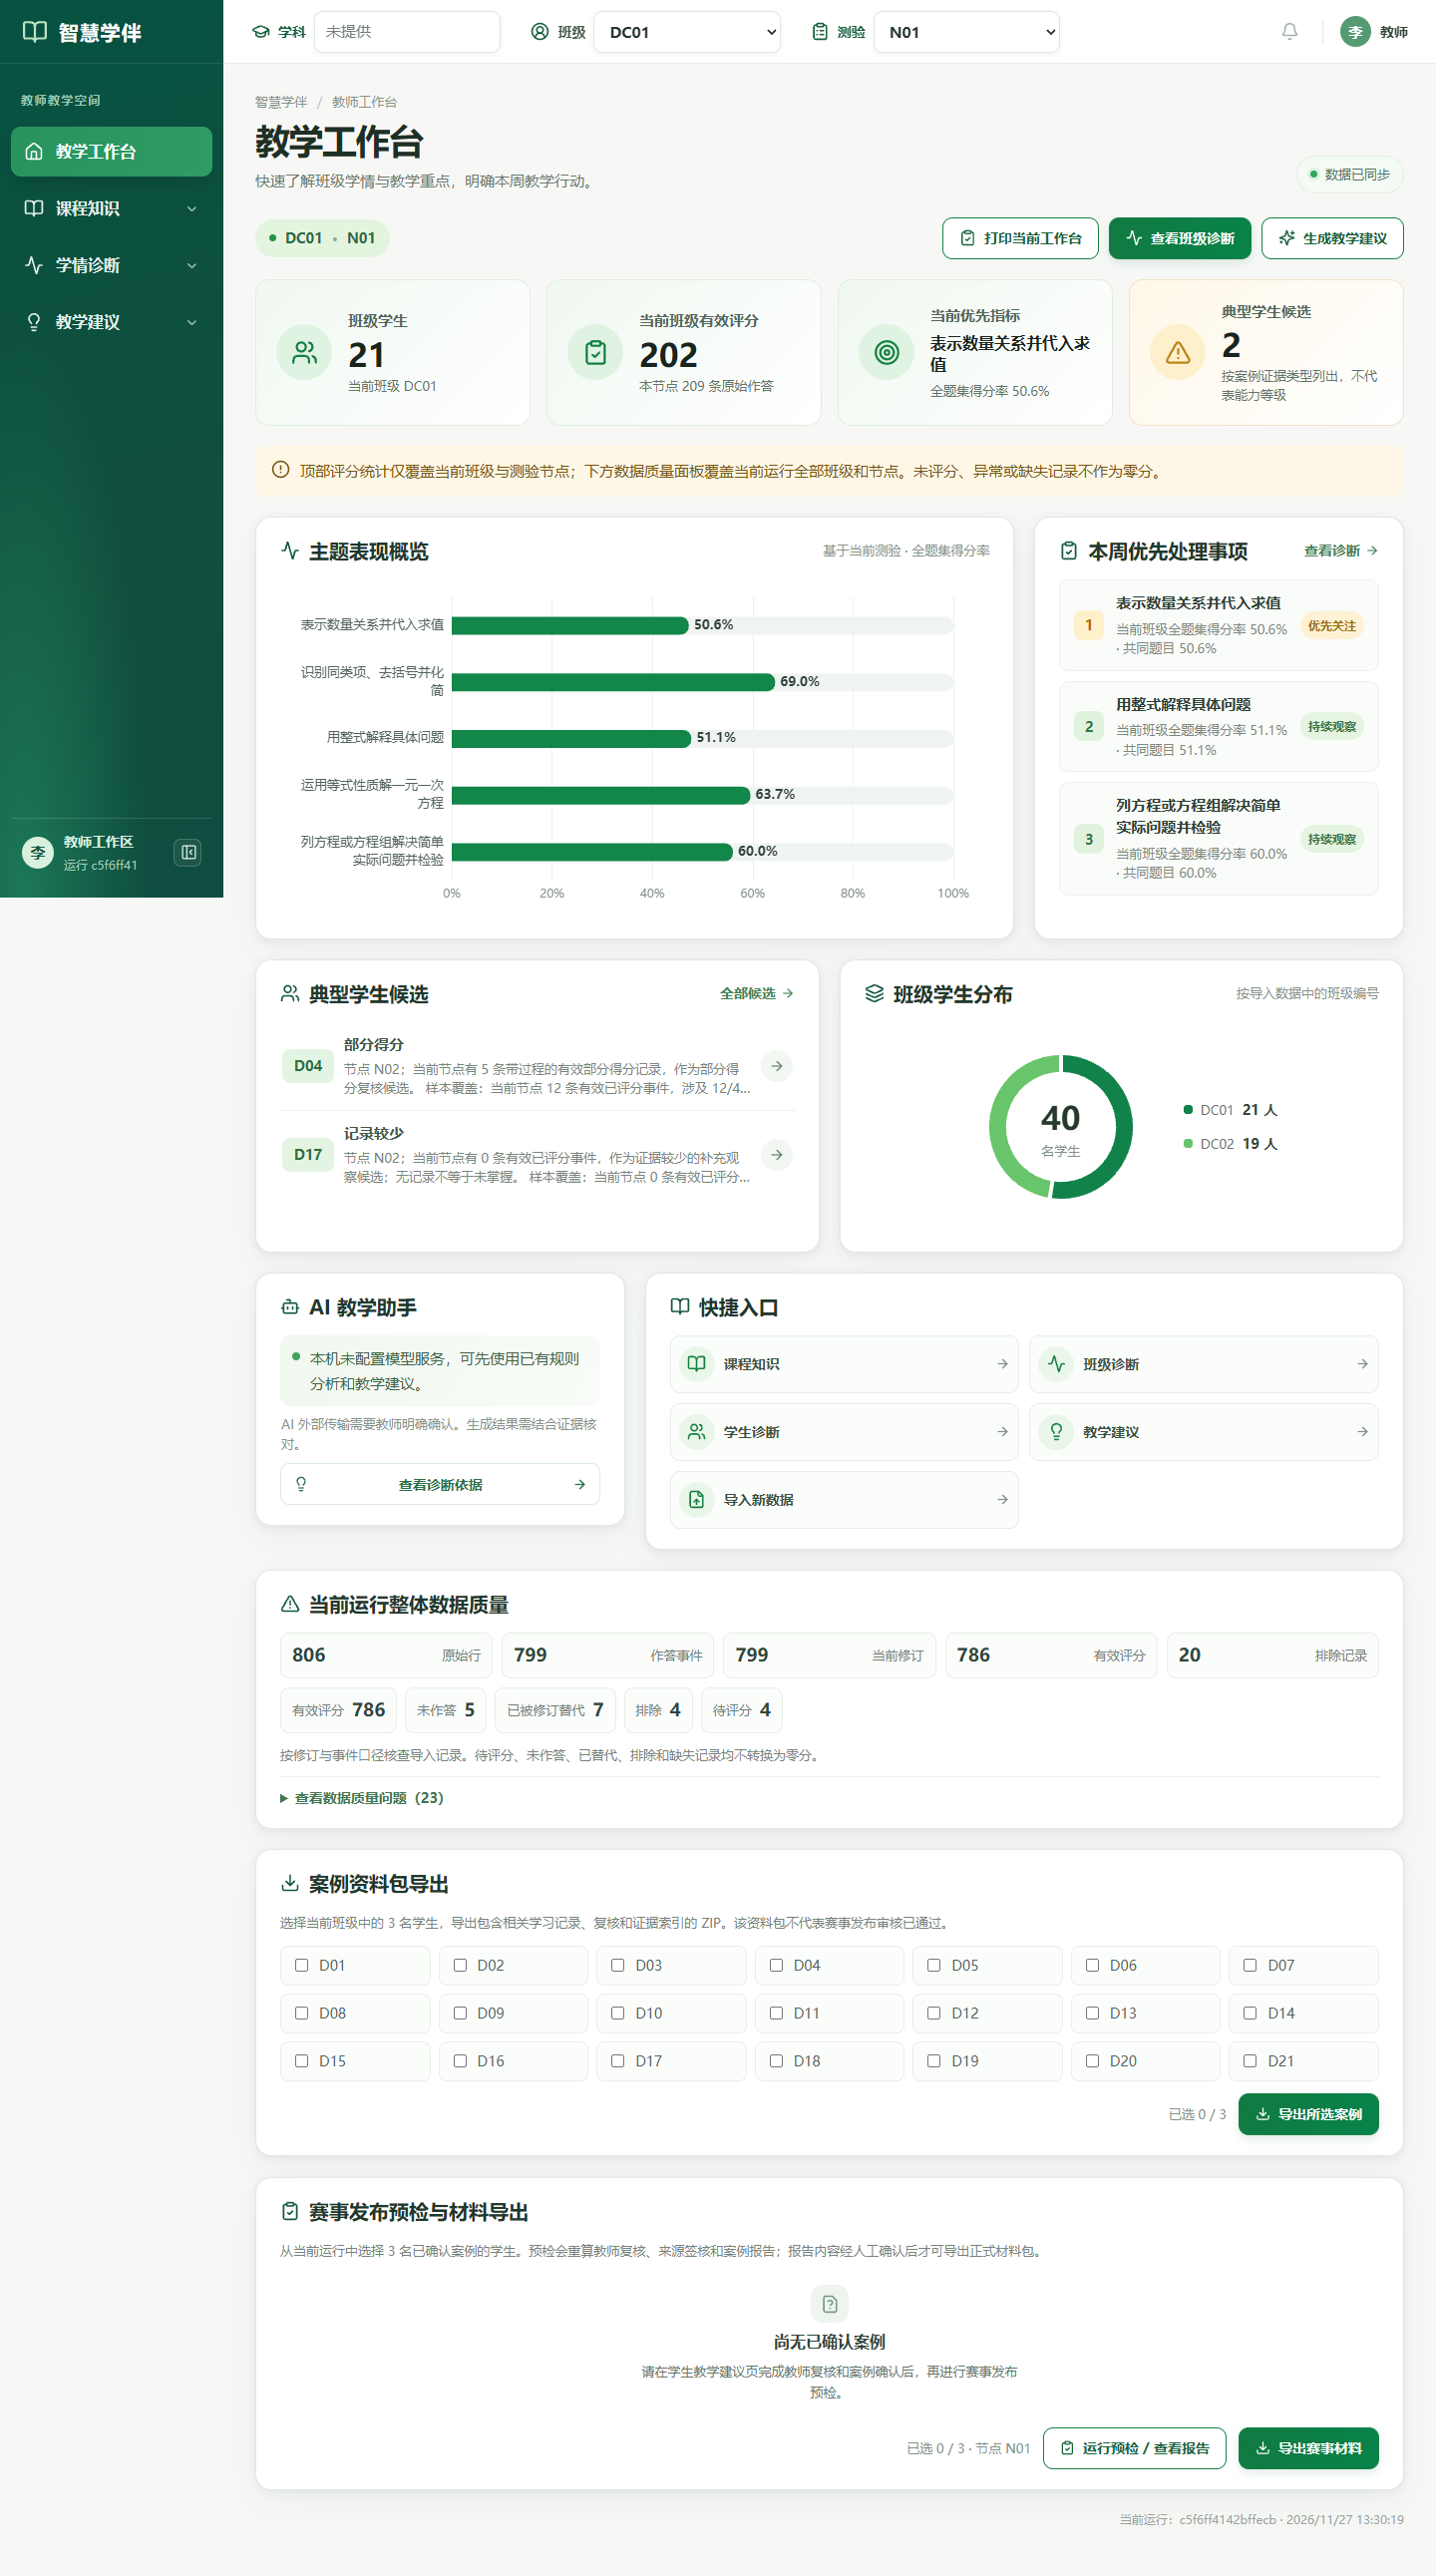 智慧学伴
教师教学空间
教学工作台
课程知识
学情诊断
教学建议
李
教师工作区
运行 c5f6ff41
学科
未提供
班级
DC01
测验
N01
李
教师
智慧学伴 / 教师工作台
教学工作台
快速了解班级学情与教学重点，明确本周教学行动。
数据已同步
DC01 • N01
打印当前工作台
查看班级诊断
生成教学建议
班级学生
21
当前班级 DC01
当前班级有效评分
202
本节点 209 条原始作答
当前优先指标
表示数量关系并代入求
值
全题集得分率 50.6%
典型学生候选
2
按案例证据类型列出，不代
表能力等级
顶部评分统计仅覆盖当前班级与测验节点；下方数据质量面板覆盖当前运行全部班级和节点。未评分、异常或缺失记录不作为零分。
主题表现概览
基于当前测验 · 全题集得分率
表示数量关系并代入求值
50.6%
识别同类项、去括号并化
简
69.0%
用整式解释具体问题
51.1%
运用等式性质解一元一次
方程
63.7%
列方程或方程组解决简单
实际问题并检验
60.0%
0%
20%
40%
60%
80%
100%
本周优先处理事项
查看诊断 →
1
表示数量关系并代入求值
当前班级全题集得分率 50.6%
· 共同题目 50.6%
优先关注
2
用整式解释具体问题
当前班级全题集得分率 51.1%
· 共同题目 51.1%
持续观察
3
列方程或方程组解决简单
实际问题并检验
当前班级全题集得分率 60.0%
· 共同题目 60.0%
持续观察
典型学生候选
全部候选 →
D04
部分得分
节点 N02；当前节点有 5 条带过程的有效部分得分记录，作为部分得
分复核候选。 样本覆盖：当前节点 12 条有效已评分事件，涉及 12/4...
D17
记录较少
节点 N02；当前节点有 0 条有效已评分事件，作为证据较少的补充观
察候选；无记录不等于未掌握。 样本覆盖：当前节点 0 条有效已评分...
班级学生分布
按导入数据中的班级编号
40
名学生
DC01 21 人
DC02 19 人
AI 教学助手
本机未配置模型服务，可先使用已有规则
分析和教学建议。
AI 外部传输需要教师明确确认。生成结果需结合证据核
对。
查看诊断依据 →
快捷入口
课程知识 →
班级诊断 →
学生诊断 →
教学建议 →
导入新数据 →
当前运行整体数据质量
806 原始行
799 作答事件
799 当前修订
786 有效评分
20 排除记录
有效评分 786
未作答 5
已被修订替代 7
排除 4
待评分 4
按修订与事件口径核查导入记录。待评分、未作答、已替代、排除和缺失记录均不转换为零分。
▶ 查看数据质量问题（23）
案例资料包导出
选择当前班级中的 3 名学生，导出包含相关学习记录、复核和证据索引的 ZIP。该资料包不代表赛事发布审核已通过。
D01
D02
D03
D04
D05
D06
D07
D08
D09
D10
D11
D12
D13
D14
D15
D16
D17
D18
D19
D20
D21
已选 0 / 3
导出所选案例
赛事发布预检与材料导出
从当前运行中选择 3 名已确认案例的学生。预检会重算教师复核、来源签核和案例报告；报告内容经人工确认后才可导出正式材料包。
尚无已确认案例
请在学生教学建议页完成教师复核和案例确认后，再进行赛事发布
预检。
已选 0 / 3 · 节点 N01
运行预检 / 查看报告
导出赛事材料
当前运行：c5f6ff4142bffecb · 2026/11/27 13:30:19